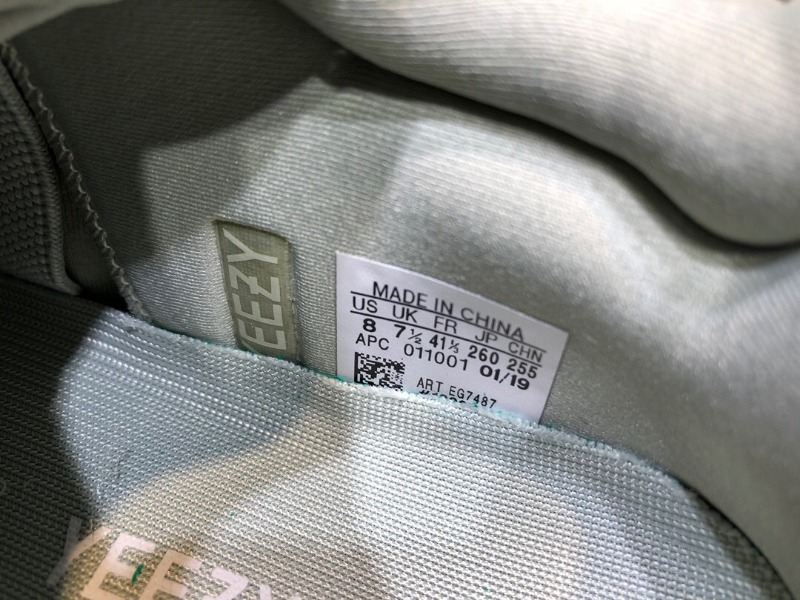 YEEZY
MADE IN CHINA
US UK FR JP CHN
8 7½ 41⅓ 260 255
APC 011001 01/19
ART EG7487
YEEZY